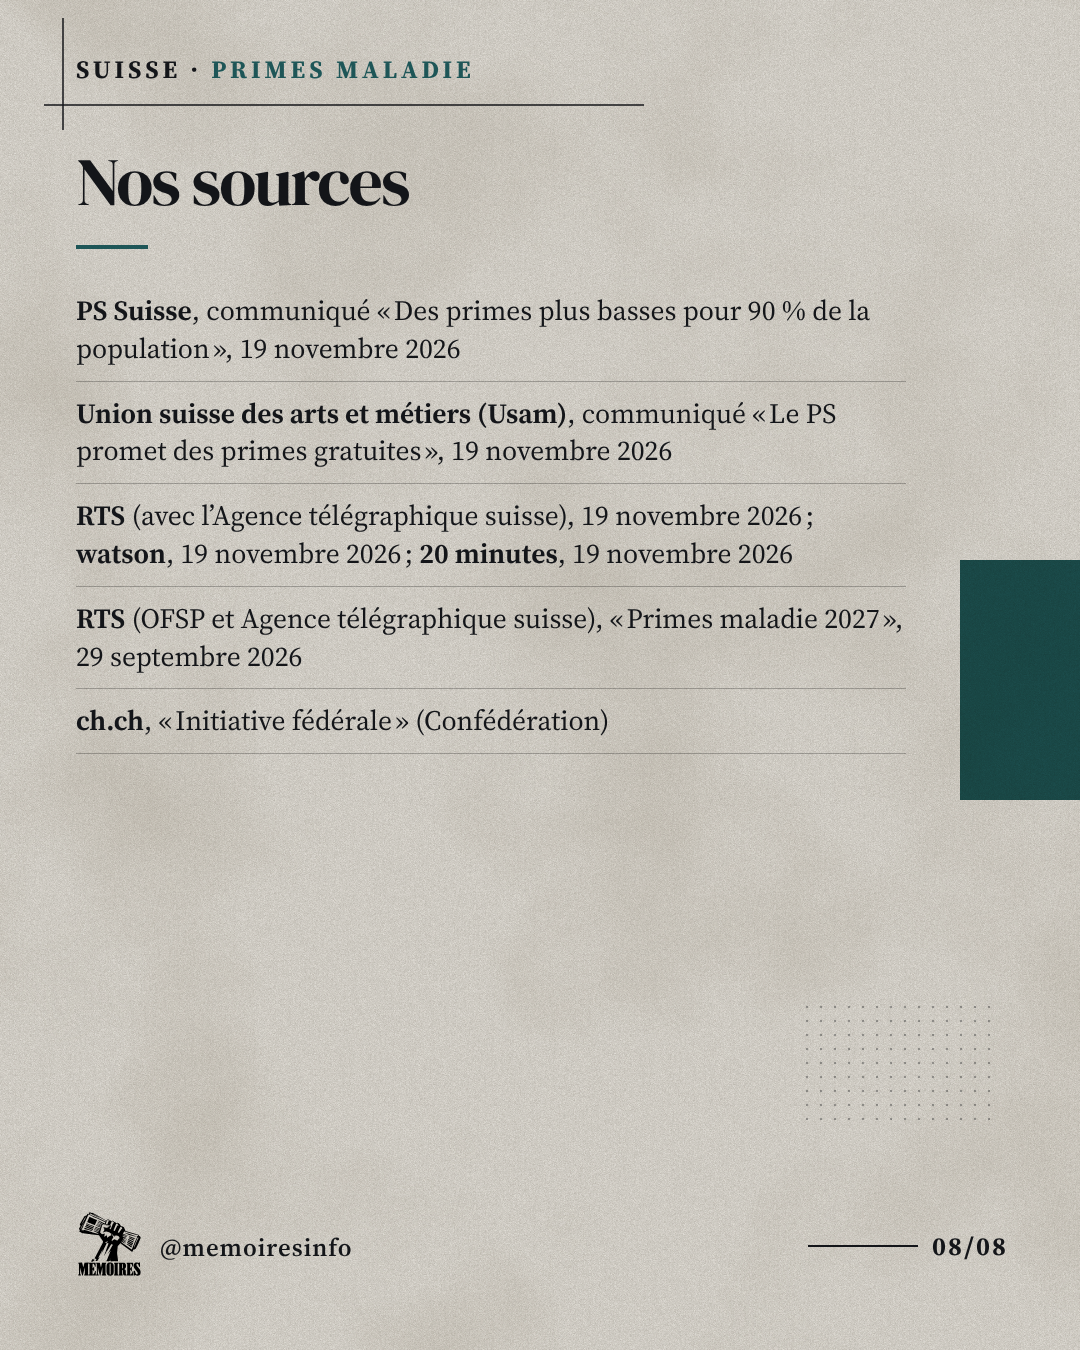 SUISSE · PRIMES MALADIE
Nos sources
PS Suisse, communiqué « Des primes plus basses pour 90 % de la
population », 19 novembre 2026
Union suisse des arts et métiers (Usam), communiqué « Le PS
promet des primes gratuites », 19 novembre 2026
RTS (avec l’Agence télégraphique suisse), 19 novembre 2026 ;
watson, 19 novembre 2026 ; 20 minutes, 19 novembre 2026
RTS (OFSP et Agence télégraphique suisse), « Primes maladie 2027 »,
29 septembre 2026
ch.ch, « Initiative fédérale » (Confédération)
MÉMOIRES
@memoiresinfo
08/08